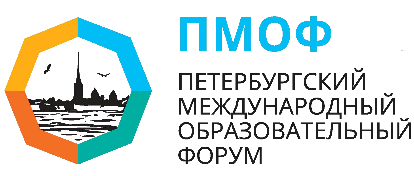 ПМОФ
ПЕТЕРБУРГСКИЙ
МЕЖДУНАРОДНЫЙ
ОБРАЗОВАТЕЛЬНЫЙ
ФОРУМ